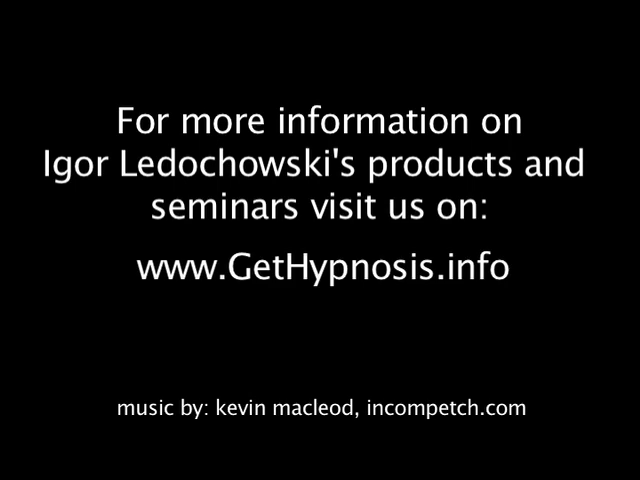 For more information on
Igor Ledochowski's products and
seminars visit us on:
www.GetHypnosis.info
music by: kevin macleod, incompetch.com